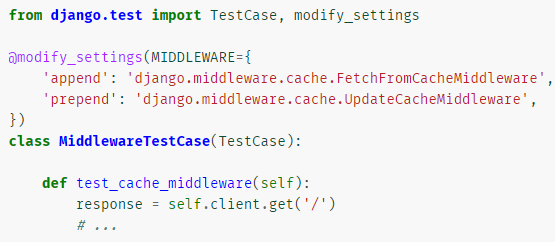 from django.test import TestCase, modify_settings

@modify_settings(MIDDLEWARE={
    'append': 'django.middleware.cache.FetchFromCacheMiddleware',
    'prepend': 'django.middleware.cache.UpdateCacheMiddleware',
})
class MiddlewareTestCase(TestCase):

    def test_cache_middleware(self):
        response = self.client.get('/')
        # ...